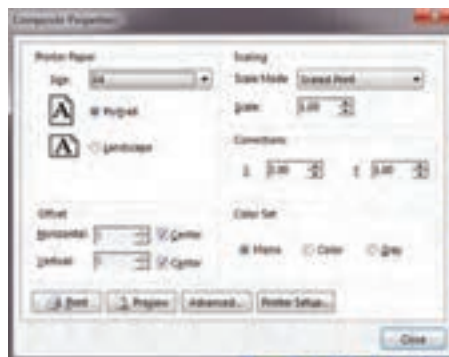 Composite Properties
Printer Paper
Size: A4
A Portrait
A Landscape
Scaling
Scale Mode: Scaled Print
Scale: 1.00
Corrections
1.00
1.00
Offset
Horizontal: Center
Vertical: Center
Color Set
Mono Color Gray
Print Preview Advanced... Printer Setup...
Close